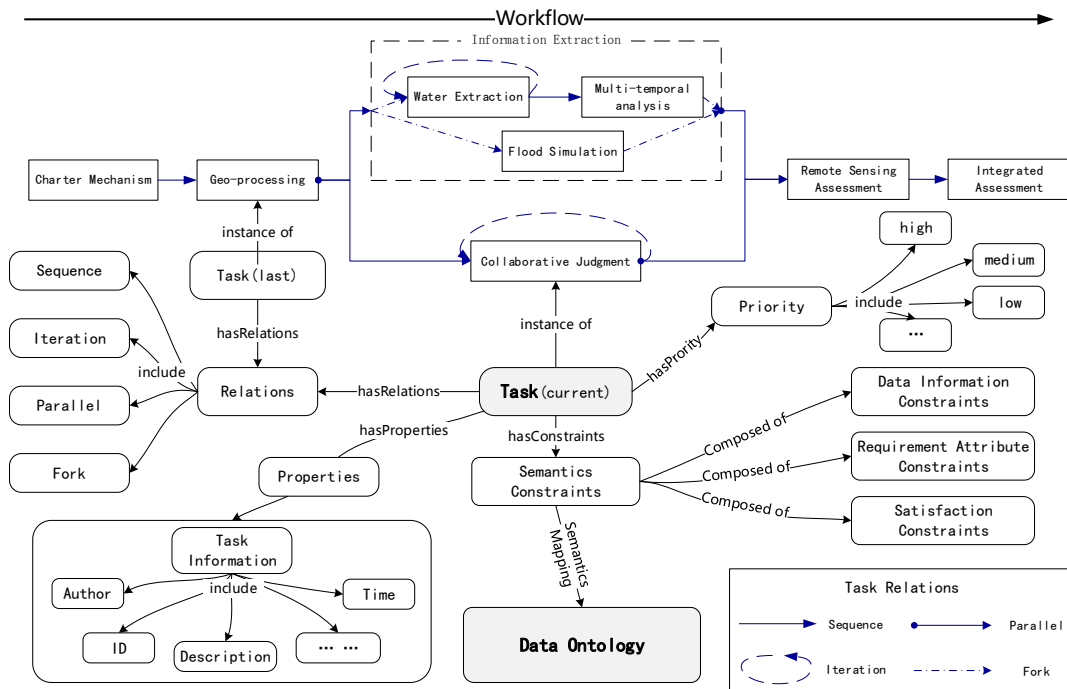 Workflow
Information Extraction
Water Extraction
Multi-temporal
analysis
Flood Simulation
Charter Mechanism
Geo-processing
Remote Sensing
Assessment
Integrated
Assessment
instance of
Collaborative Judgment
high
Sequence
Task(last)
medium
Priority
include
low
…
Iteration
hasRelations
instance of
include
hasPrority
Relations
hasRelations
Task(current)
Data Information
Constraints
Parallel
hasProperties
hasConstraints
Composed of
Fork
Properties
Semantics
Constraints
Composed of
Requirement Attribute
Constraints
Composed of
Satisfaction
Constraints
Task
Information
Semantics
Mapping
include
Author
Time
ID
Description
… …
Data Ontology
Task Relations
Sequence
Parallel
Iteration
Fork